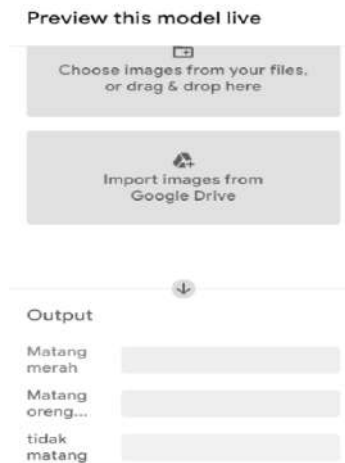 Preview this model live
Choose images from your files,
or drag & drop here
Import images from
Google Drive
Output
Matang
merah
Matang
oreng...
tidak
matang